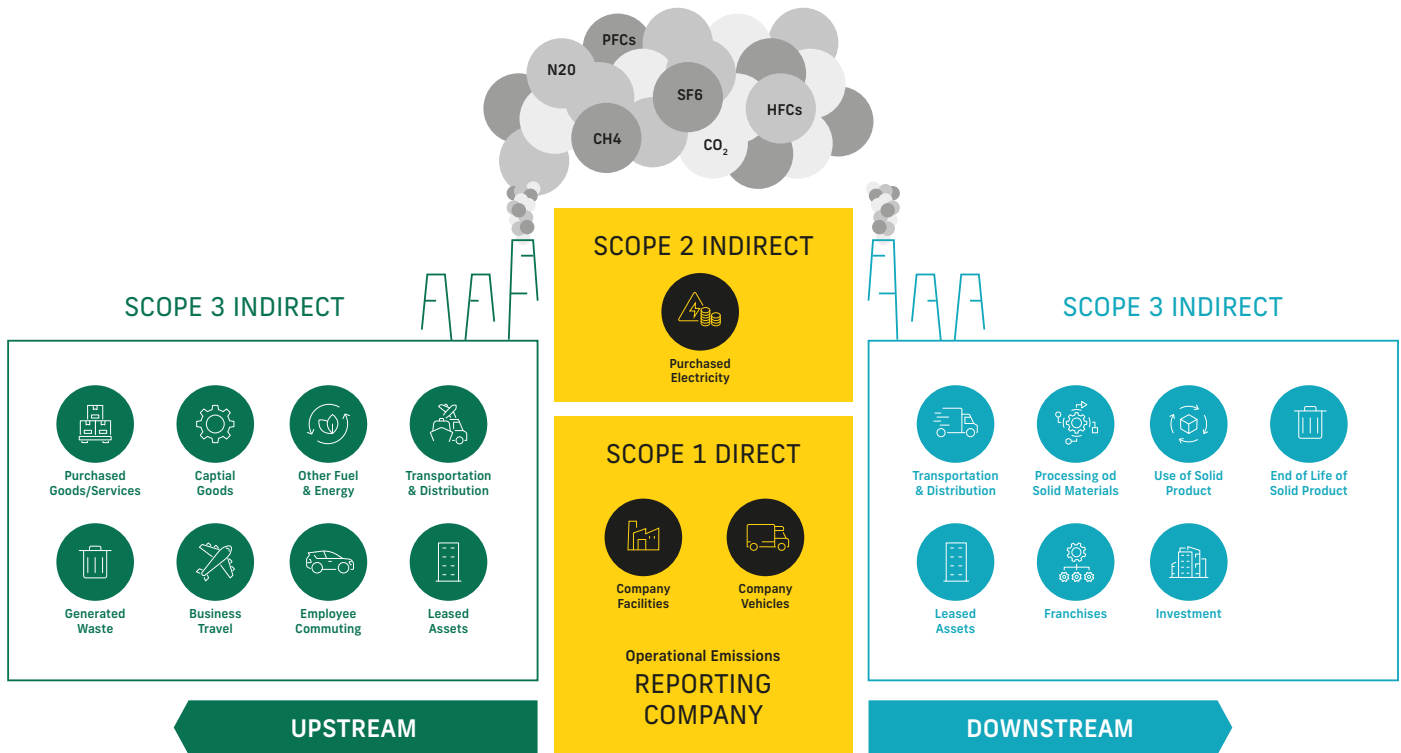 PFCs
N20
SF6
HFCs
CH4
CO₂
SCOPE 2 INDIRECT
Purchased
Electricity
SCOPE 3 INDIRECT
Purchased
Goods/Services
Captial
Goods
Other Fuel
& Energy
Transportation
& Distribution
Generated
Waste
Business
Travel
Employee
Commuting
Leased
Assets
UPSTREAM
SCOPE 1 DIRECT
Company
Facilities
Company
Vehicles
Operational Emissions
REPORTING
COMPANY
SCOPE 3 INDIRECT
Transportation
& Distribution
Processing od
Solid Materials
Use of Solid
Product
End of Life of
Solid Product
Leased
Assets
Franchises
Investment
DOWNSTREAM